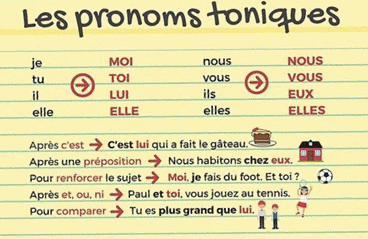 Les pronoms toniques
je → MOI nous → NOUS
tu → TOI vous → VOUS
il → LUI ils → EUX
elle → ELLE elles → ELLES
Après c'est → C'est lui qui a fait le gâteau.
Après une préposition → Nous habitons chez eux.
Pour renforcer le sujet → Moi, je fais du foot. Et toi ?
Après et, ou, ni → Paul et toi, vous jouez au tennis.
Pour comparer → Tu es plus grand que lui.